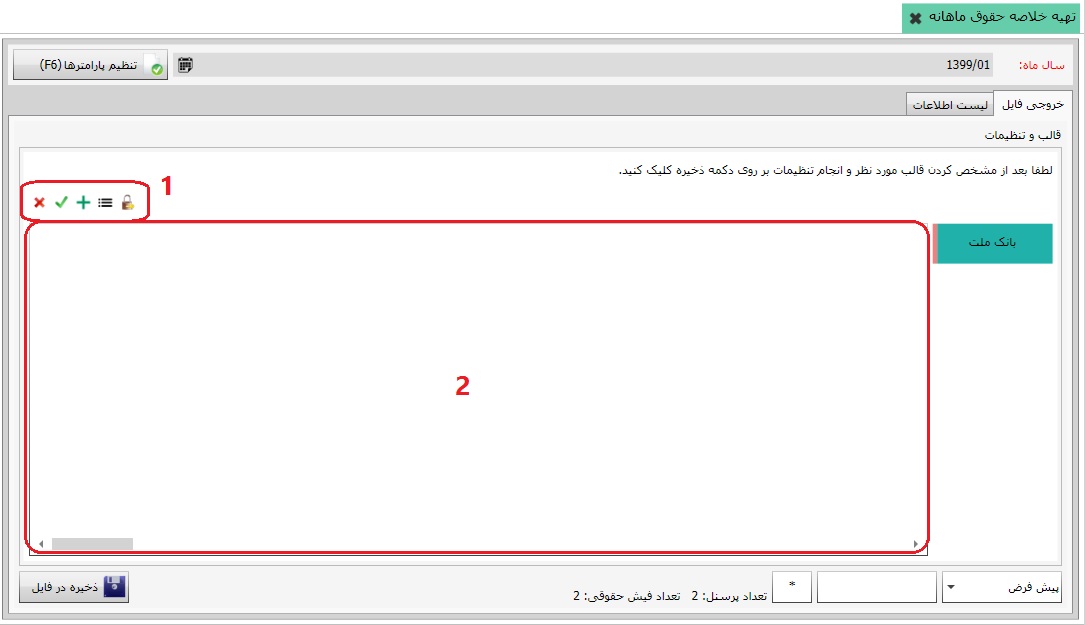 تهیه خلاصه حقوق ماهانه
سال ماه: 1399/01 تنظیم پارامترها (F6)
خروجی فایل لیست اطلاعات
قالب و تنظیمات
لطفا بعد از مشخص کردن قالب مورد نظر و انجام تنظیمات بر روی دکمه ذخیره کلیک کنید.
1
بانک ملت
2
پیش فرض * تعداد پرسنل: 2 تعداد فیش حقوقی: 2 ذخیره در فایل